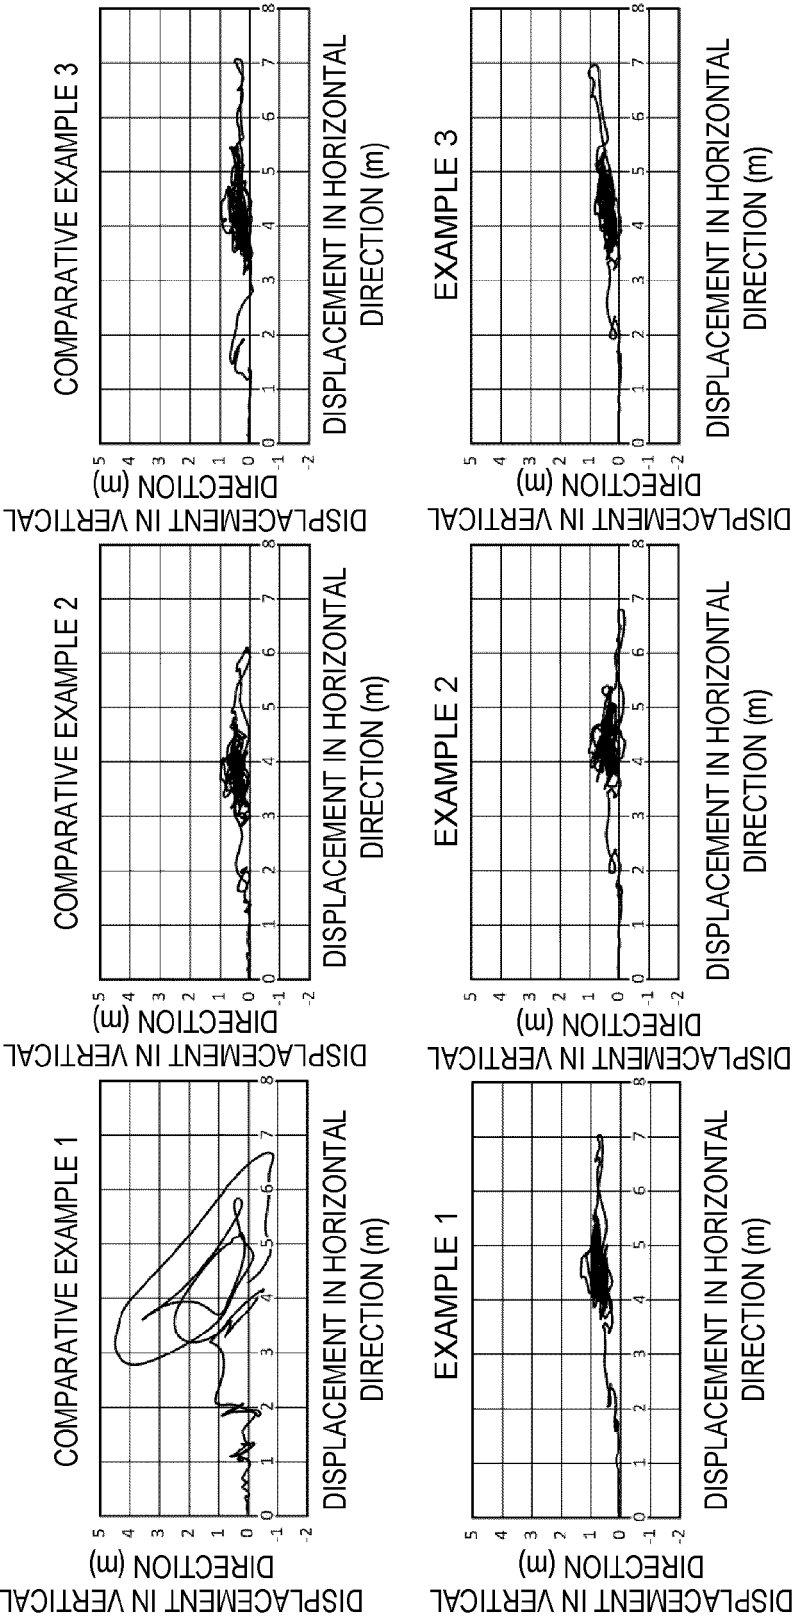 COMPARATIVE EXAMPLE 1
DISPLACEMENT IN VERTICAL
DIRECTION (m)
5
4
3
2
1
0
-1
-2
0 1 2 3 4 5 6 7 8
DISPLACEMENT IN HORIZONTAL
DIRECTION (m)
COMPARATIVE EXAMPLE 2
DISPLACEMENT IN VERTICAL
DIRECTION (m)
5
4
3
2
1
0
-1
-2
0 1 2 3 4 5 6 7 8
DISPLACEMENT IN HORIZONTAL
DIRECTION (m)
COMPARATIVE EXAMPLE 3
DISPLACEMENT IN VERTICAL
DIRECTION (m)
5
4
3
2
1
0
-1
-2
0 1 2 3 4 5 6 7 8
DISPLACEMENT IN HORIZONTAL
DIRECTION (m)
EXAMPLE 1
DISPLACEMENT IN VERTICAL
DIRECTION (m)
5
4
3
2
1
0
-1
-2
0 1 2 3 4 5 6 7 8
DISPLACEMENT IN HORIZONTAL
DIRECTION (m)
EXAMPLE 2
DISPLACEMENT IN VERTICAL
DIRECTION (m)
5
4
3
2
1
0
-1
-2
0 1 2 3 4 5 6 7 8
DISPLACEMENT IN HORIZONTAL
DIRECTION (m)
EXAMPLE 3
DISPLACEMENT IN VERTICAL
DIRECTION (m)
5
4
3
2
1
0
-1
-2
0 1 2 3 4 5 6 7 8
DISPLACEMENT IN HORIZONTAL
DIRECTION (m)